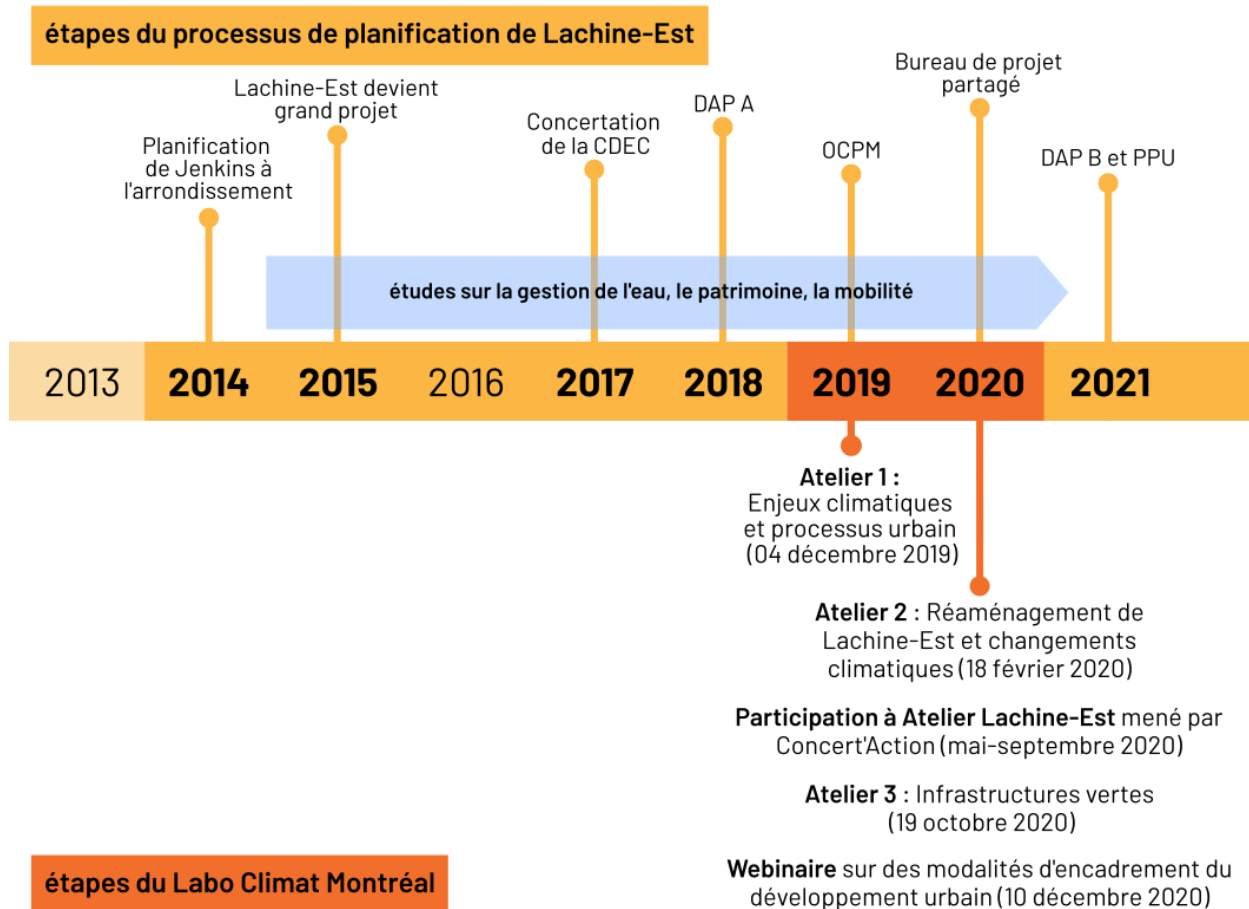 étapes du processus de planification de Lachine-Est
Planification
de Jenkins à
l'arrondissement
Lachine-Est devient
grand projet
Concertation
de la CDEC
DAP A
OCPM
Bureau de projet
partagé
DAP B et PPU
études sur la gestion de l'eau, le patrimoine, la mobilité
2013 2014 2015 2016 2017 2018 2019 2020 2021
Atelier 1 :
Enjeux climatiques
et processus urbain
(04 décembre 2019)
Atelier 2 : Réaménagement de
Lachine-Est et changements
climatiques (18 février 2020)
Participation à Atelier Lachine-Est mené par
Concert'Action (mai-septembre 2020)
Atelier 3 : Infrastructures vertes
(19 octobre 2020)
Webinaire sur des modalités d'encadrement du
développement urbain (10 décembre 2020)
étapes du Labo Climat Montréal